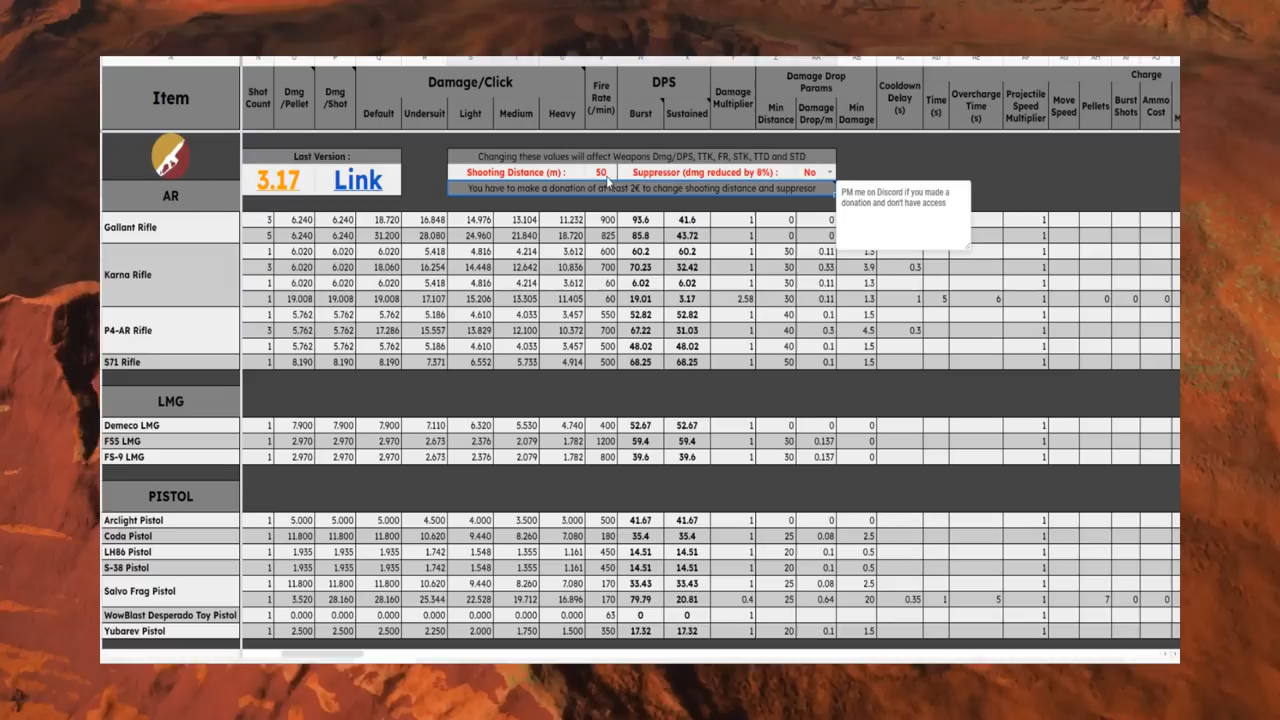 Item Shot Count Dmg /Pellet Dmg /Shot Damage/Click Default Undersuit Light Medium Heavy Fire Rate (/min) DPS Burst Sustained Damage Multiplier Damage Drop Params Min Distance Damage Drop/m Min Damage Cooldown Delay (s) Charge Time (s) Overcharge Time (s) Projectile Speed Multiplier Move Speed Pellets Burst Shots Ammo Cost
Last Version :
3.17 Link
Changing these values will affect Weapons Dmg/DPS, TTK, FR, STK, TTD and STD
Shooting Distance (m) : 50 Suppressor (dmg reduced by 8%) : No
You have to make a donation of at least 2€ to change shooting distance and suppresor
PM me on Discord if you made a
donation and don't have access
AR
Gallant Rifle
3 6.240 6.240 18.720 16.848 14.976 13.104 11.232 900 93.6 41.6 1 0 0 1
5 6.240 6.240 31.200 28.080 24.960 21.840 18.720 825 85.8 43.72 1 0 0 1
Karna Rifle
1 6.020 6.020 6.020 5.418 4.816 4.214 3.612 600 60.2 60.2 1 30 0.11 1.3 1
3 6.020 6.020 18.060 16.254 14.448 12.642 10.836 700 70.23 32.42 1 30 0.33 3.9 0.3 1
1 6.020 6.020 6.020 5.418 4.816 4.214 3.612 60 6.02 6.02 1 30 0.11 1.3 1
1 19.008 19.008 19.008 17.107 15.206 13.305 11.405 60 19.01 3.17 2.58 30 0.11 1.3 1 5 6 1 0 0 0
P4-AR Rifle
1 5.762 5.762 5.762 5.186 4.610 4.033 3.457 550 52.82 52.82 1 40 0.1 1.5 1
3 5.762 5.762 17.286 15.557 13.829 12.100 10.372 700 67.22 31.03 1 40 0.3 4.5 0.3 1
1 5.762 5.762 5.762 5.186 4.610 4.033 3.457 500 48.02 48.02 1 40 0.1 1.5 1
S71 Rifle 1 8.190 8.190 8.190 7.371 6.552 5.733 4.914 500 68.25 68.25 1 50 0.1 1.5 1
LMG
Demeco LMG 1 7.900 7.900 7.900 7.110 6.320 5.530 4.740 400 52.67 52.67 1 0 0 0 1
F55 LMG 1 2.970 2.970 2.970 2.673 2.376 2.079 1.782 1200 59.4 59.4 1 30 0.137 0 1
FS-9 LMG 1 2.970 2.970 2.970 2.673 2.376 2.079 1.782 800 39.6 39.6 1 30 0.137 0 1
PISTOL
Arclight Pistol 1 5.000 5.000 5.000 4.500 4.000 3.500 3.000 500 41.67 41.67 1 0 0 0 1
Coda Pistol 1 11.800 11.800 11.800 10.620 9.440 8.260 7.080 180 35.4 35.4 1 25 0.08 2.5 1
LH86 Pistol 1 1.935 1.935 1.935 1.742 1.548 1.355 1.161 450 14.51 14.51 1 20 0.1 0.5 1
S-38 Pistol 1 1.935 1.935 1.935 1.742 1.548 1.355 1.161 450 14.51 14.51 1 20 0.1 0.5 1
Salvo Frag Pistol
1 11.800 11.800 11.800 10.620 9.440 8.260 7.080 170 33.43 33.43 1 25 0.08 2.5 1
1 3.520 28.160 28.160 25.344 22.528 19.712 16.896 170 79.79 20.81 0.4 25 0.64 20 0.35 1 5 1 7 0 0
WowBlast Desperado Toy Pistol 1 0.000 0.000 0.000 0.000 0.000 0.000 0.000 63 0 0 1 1
Yubarev Pistol 1 2.500 2.500 2.500 2.250 2.000 1.750 1.500 350 17.32 17.32 1 20 0.1 1.5 1